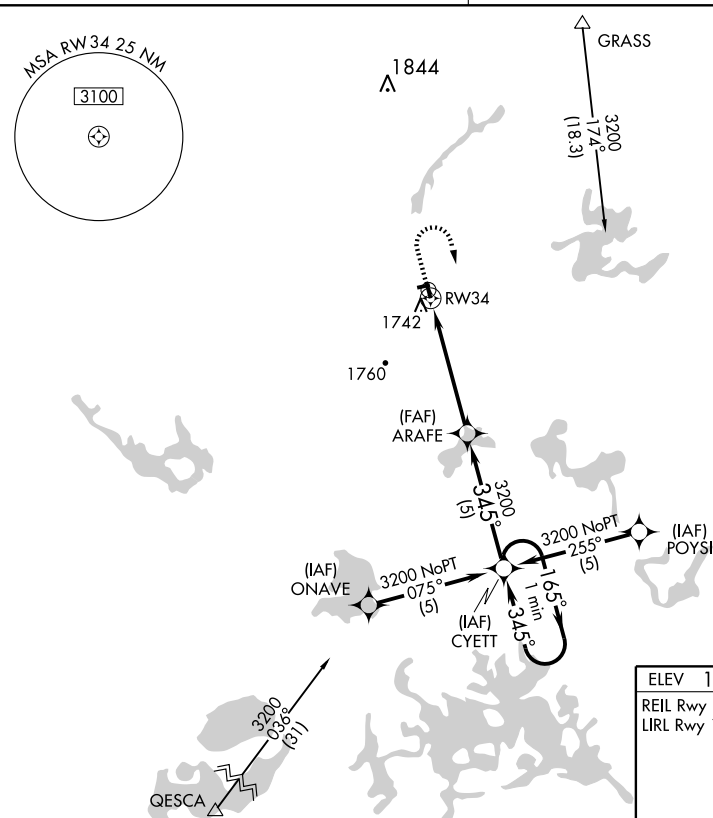 MSA RW34 25 NM
3100
1844
GRASS
3200
174°
(18.3)
RW34
1742
1760
(FAF)
ARAFE
3200
345°
(5)
(IAF)
ONAVE
3200 NoPT
075°
(5)
3200 NoPT
255°
(5)
(IAF)
POYSI
(IAF)
CYETT
165°
1 min
345°
3200
036°
(31)
QESCA
ELEV 1
REIL Rwy
LIRL Rwy